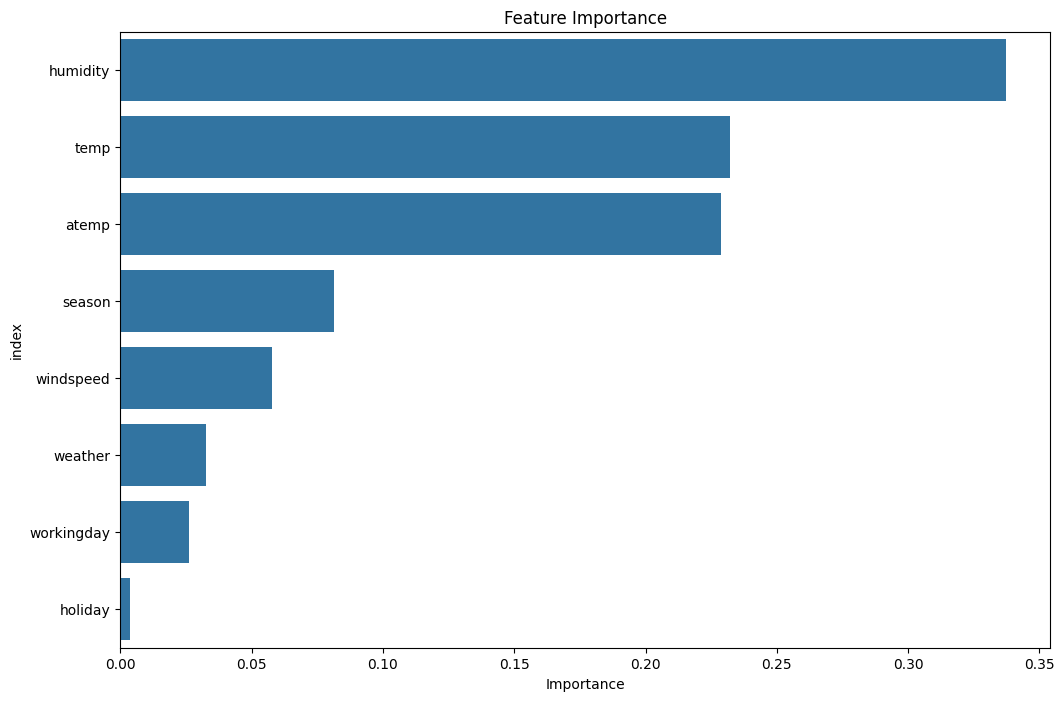 Feature Importance
humidity
temp
atemp
season
windspeed
weather
workingday
holiday
index
0.00 0.05 0.10 0.15 0.20 0.25 0.30 0.35
Importance